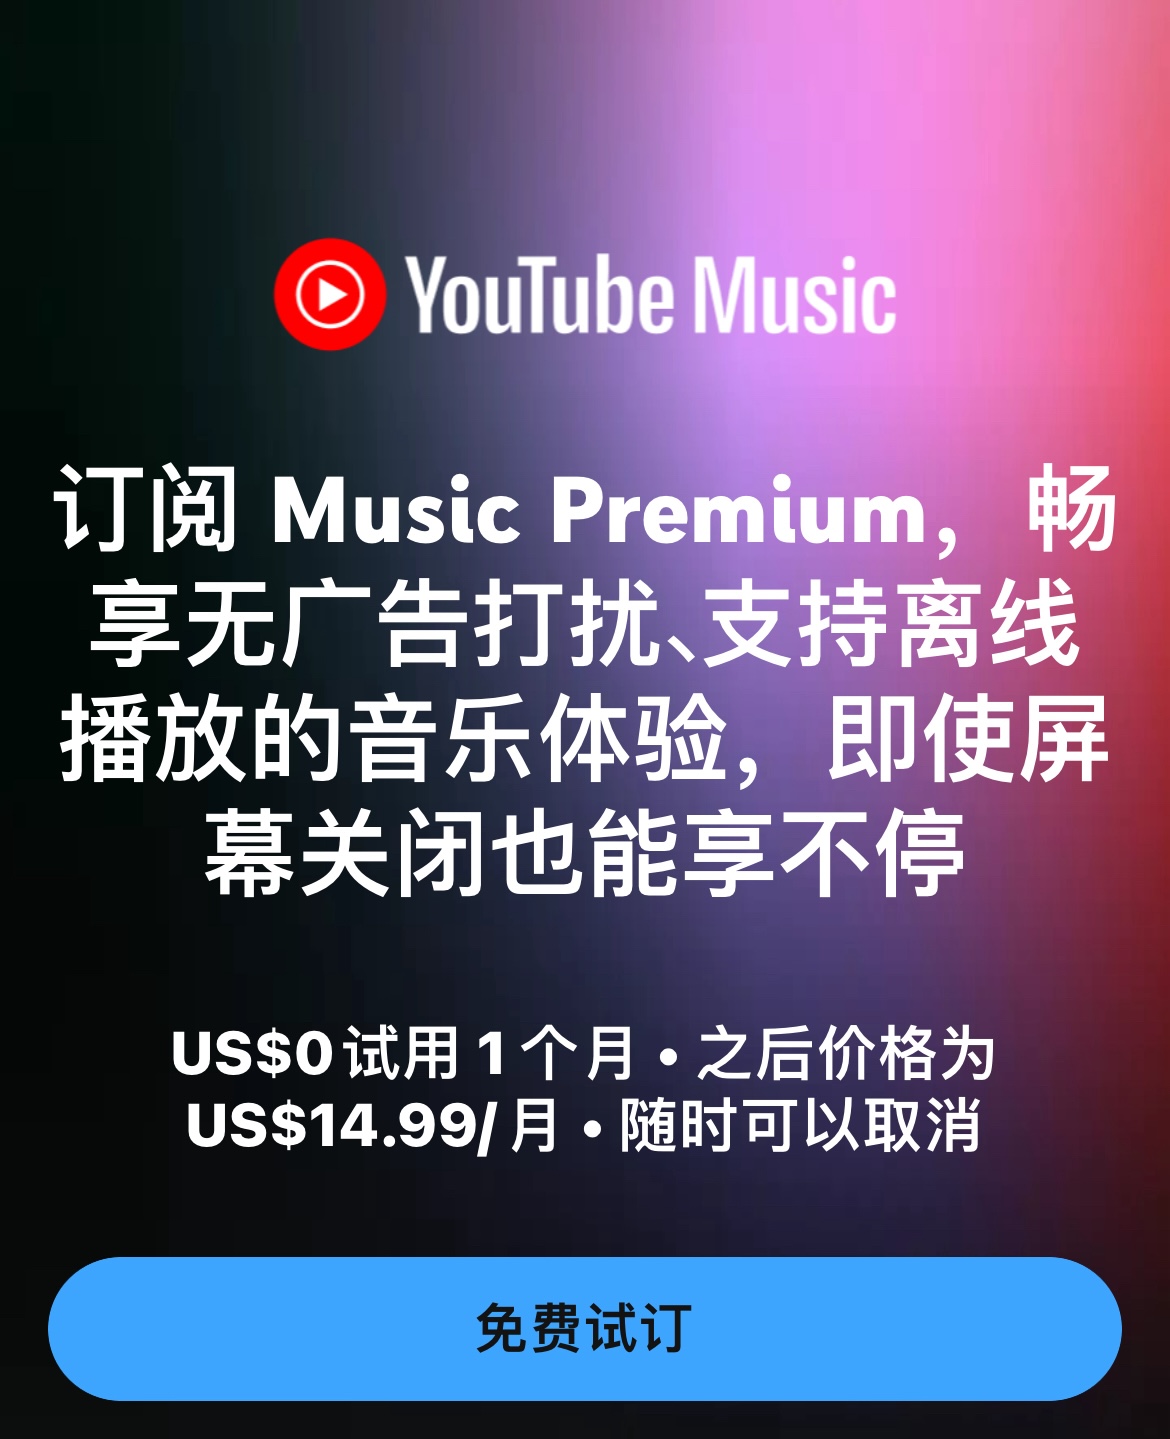 YouTube Music
订阅 Music Premium，畅
享无广告打扰、支持离线
播放的音乐体验，即使屏
幕关闭也能享不停
US$0 试用 1 个月 • 之后价格为
US$14.99/月 • 随时可以取消
免费试订